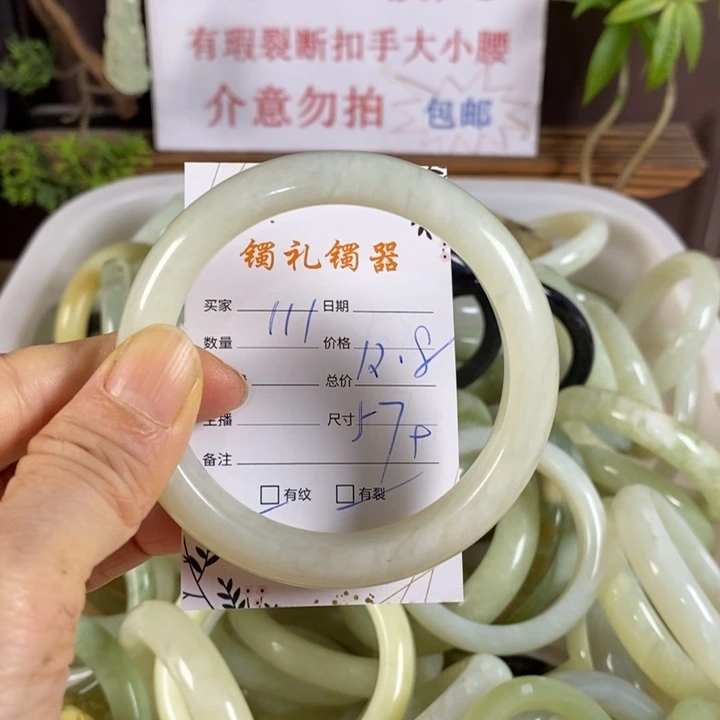 有瑕裂断扣手大小腰
介意勿拍 包邮
镯礼镯器
买家 111 日期
数量 价格 12.8
总价
主播 尺寸 57
备注
□有纹 □有裂